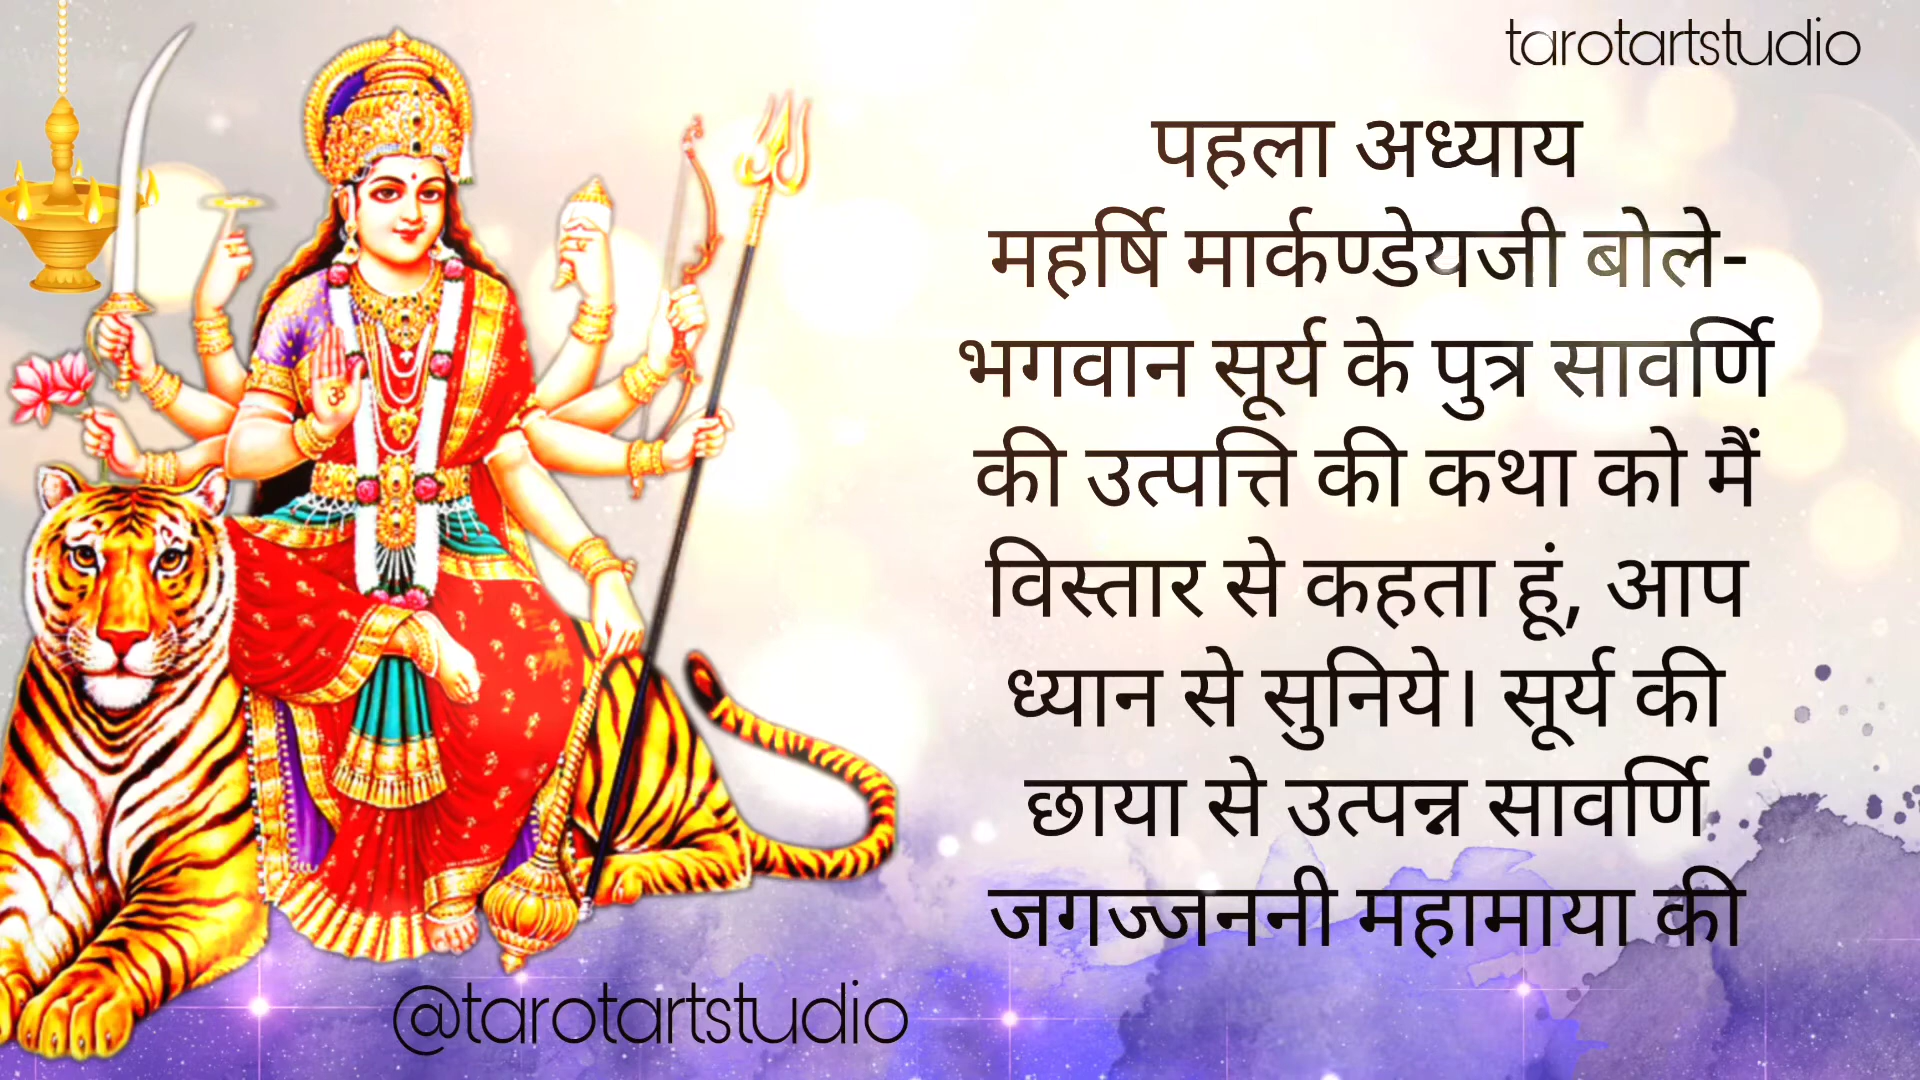 tarotartstudio
पहला अध्याय
महर्षि मार्कण्डेयजी बोले-
भगवान सूर्य के पुत्र सावर्णि
की उत्पत्ति की कथा को मैं
विस्तार से कहता हूं, आप
ध्यान से सुनिये। सूर्य की
छाया से उत्पन्न सावर्णि
जगज्जननी महामाया की
@tarotartstudio
ॐ